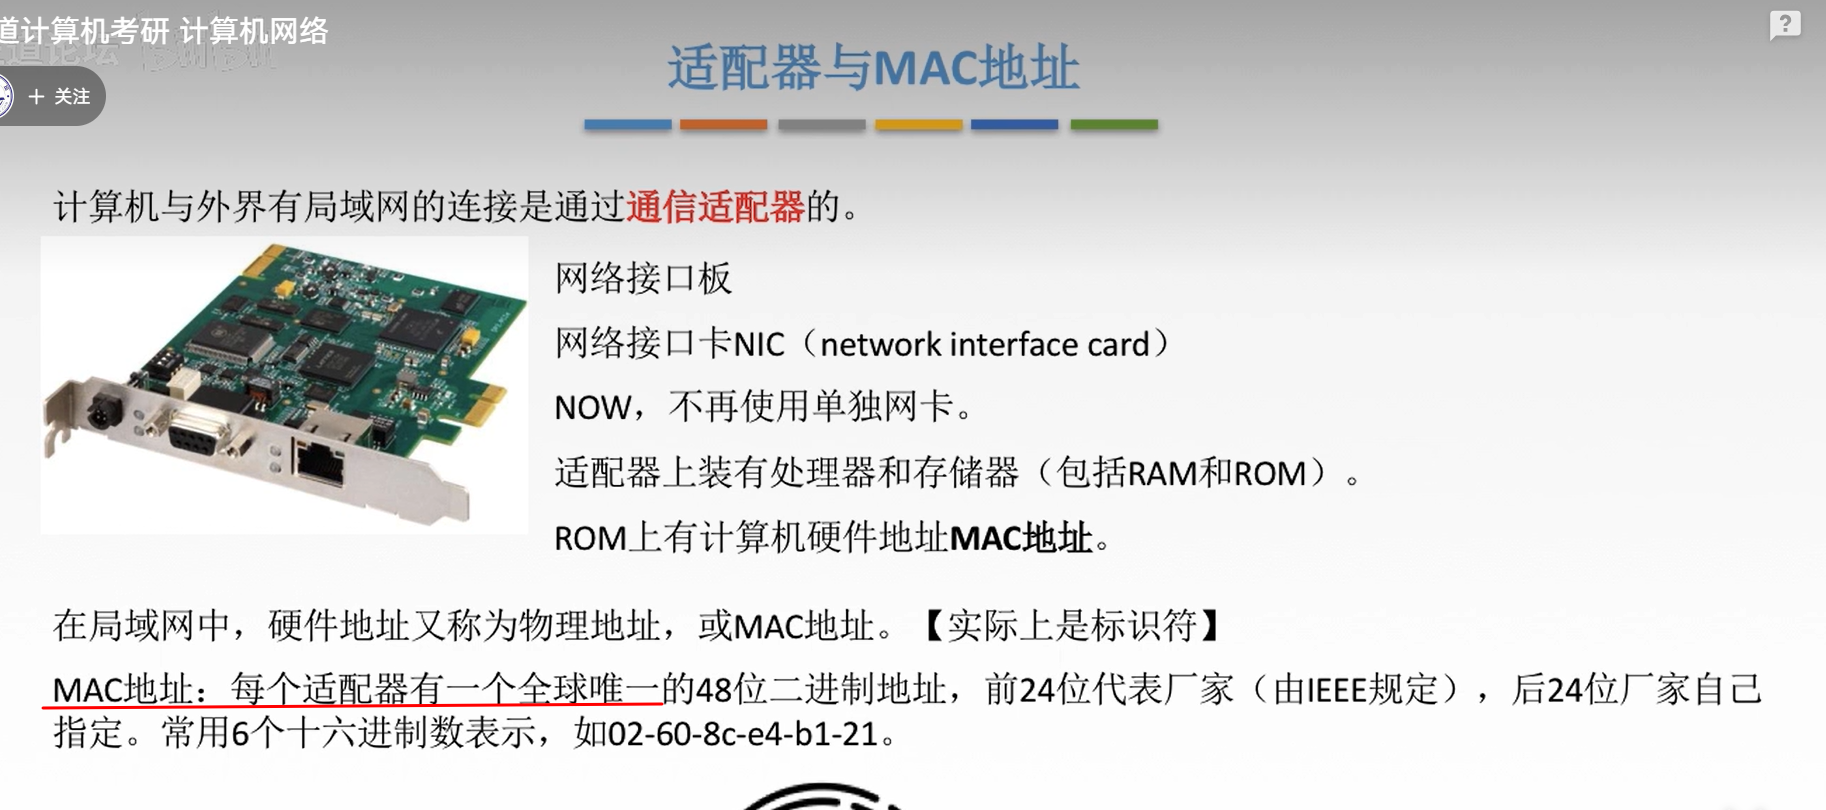 道计算机考研 计算机网络
道论坛 bilibili
+ 关注
?
适配器与MAC地址
计算机与外界有局域网的连接是通过通信适配器的。
网络接口板
网络接口卡NIC（network interface card）
NOW，不再使用单独网卡。
适配器上装有处理器和存储器（包括RAM和ROM）。
ROM上有计算机硬件地址MAC地址。
在局域网中，硬件地址又称为物理地址，或MAC地址。【实际上是标识符】
MAC地址：每个适配器有一个全球唯一的48位二进制地址，前24位代表厂家（由IEEE规定），后24位厂家自己
指定。常用6个十六进制数表示，如02-60-8c-e4-b1-21。